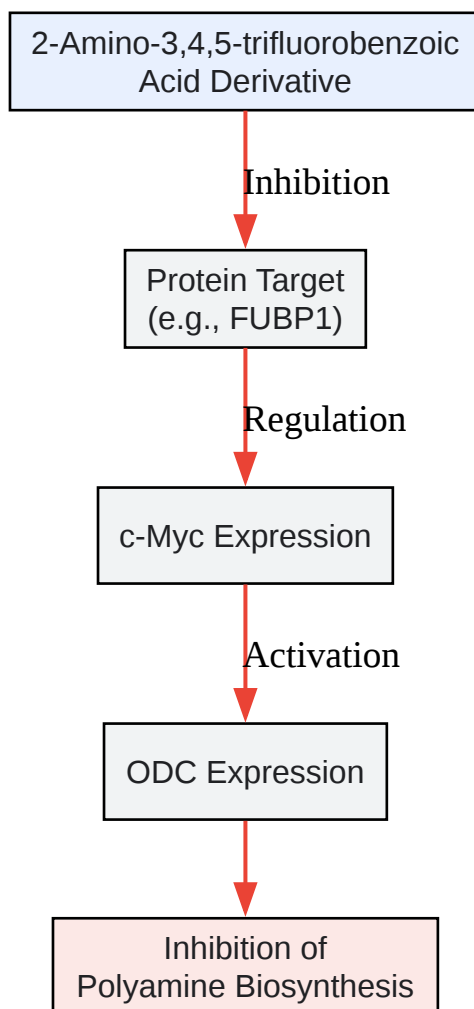 2-Amino-3,4,5-trifluorobenzoic
Acid Derivative
Inhibition
Protein Target
(e.g., FUBP1)
Regulation
c-Myc Expression
Activation
ODC Expression
Inhibition of
Polyamine Biosynthesis